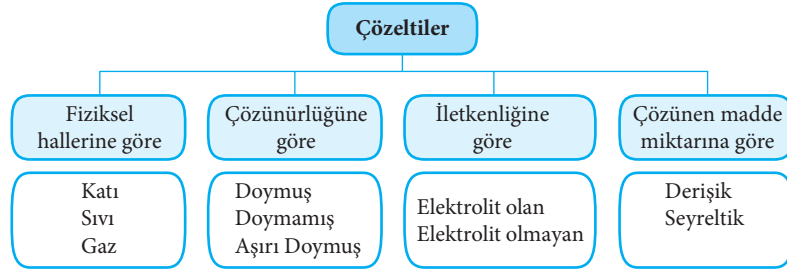 Çözeltiler
Fiziksel
hallerine göre
Çözünürlüğüne
göre
İletkenliğine
göre
Çözünen madde
miktarına göre
Katı
Sıvı
Gaz
Doymuş
Doymamış
Aşırı Doymuş
Elektrolit olan
Elektrolit olmayan
Derişik
Seyreltik